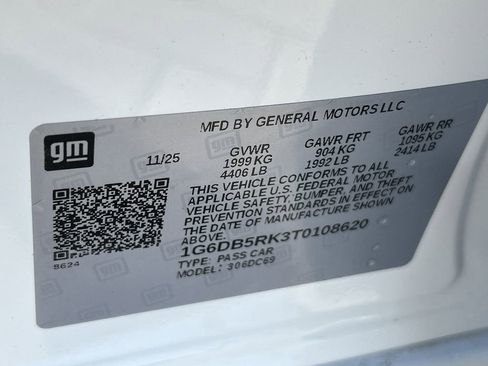 gm
MFD BY GENERAL MOTORS LLC
11/25 GVWR GAWR FRT GAWR RR
1999 KG 904 KG 1095 KG
4406 LB 1992 LB 2414 LB
THIS VEHICLE CONFORMS TO ALL
APPLICABLE U.S. FEDERAL MOTOR
VEHICLE SAFETY, BUMPER, AND THEFT
PREVENTION STANDARDS IN EFFECT ON
THE DATE OF MANUFACTURE SHOWN
ABOVE.
1G6DB5RK3T0108620
TYPE: PASS CAR
MODEL: 306DC69
8624